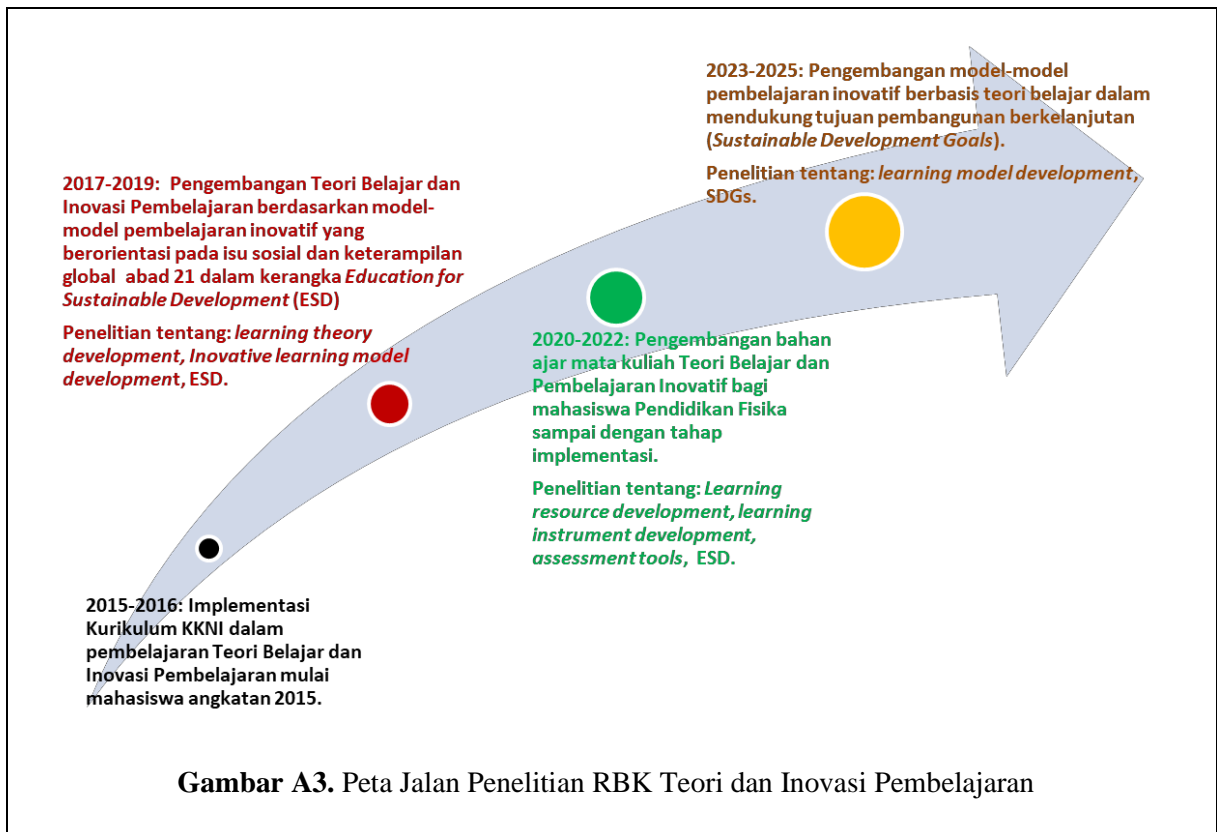 2023-2025: Pengembangan model-model
pembelajaran inovatif berbasis teori belajar dalam
mendukung tujuan pembangunan berkelanjutan
(Sustainable Development Goals).
Penelitian tentang: learning model development,
SDGs.
2017-2019: Pengembangan Teori Belajar dan
Inovasi Pembelajaran berdasarkan model-
model pembelajaran inovatif yang
berorientasi pada isu sosial dan keterampilan
global abad 21 dalam kerangka Education for
Sustainable Development (ESD)
Penelitian tentang: learning theory
development, Inovative learning model
development, ESD.
2020-2022: Pengembangan bahan
ajar mata kuliah Teori Belajar dan
Pembelajaran Inovatif bagi
mahasiswa Pendidikan Fisika
sampai dengan tahap
implementasi.
Penelitian tentang: Learning
resource development, learning
instrument development,
assessment tools, ESD.
2015-2016: Implementasi
Kurikulum KKNI dalam
pembelajaran Teori Belajar dan
Inovasi Pembelajaran mulai
mahasiswa angkatan 2015.
Gambar A3. Peta Jalan Penelitian RBK Teori dan Inovasi Pembelajaran